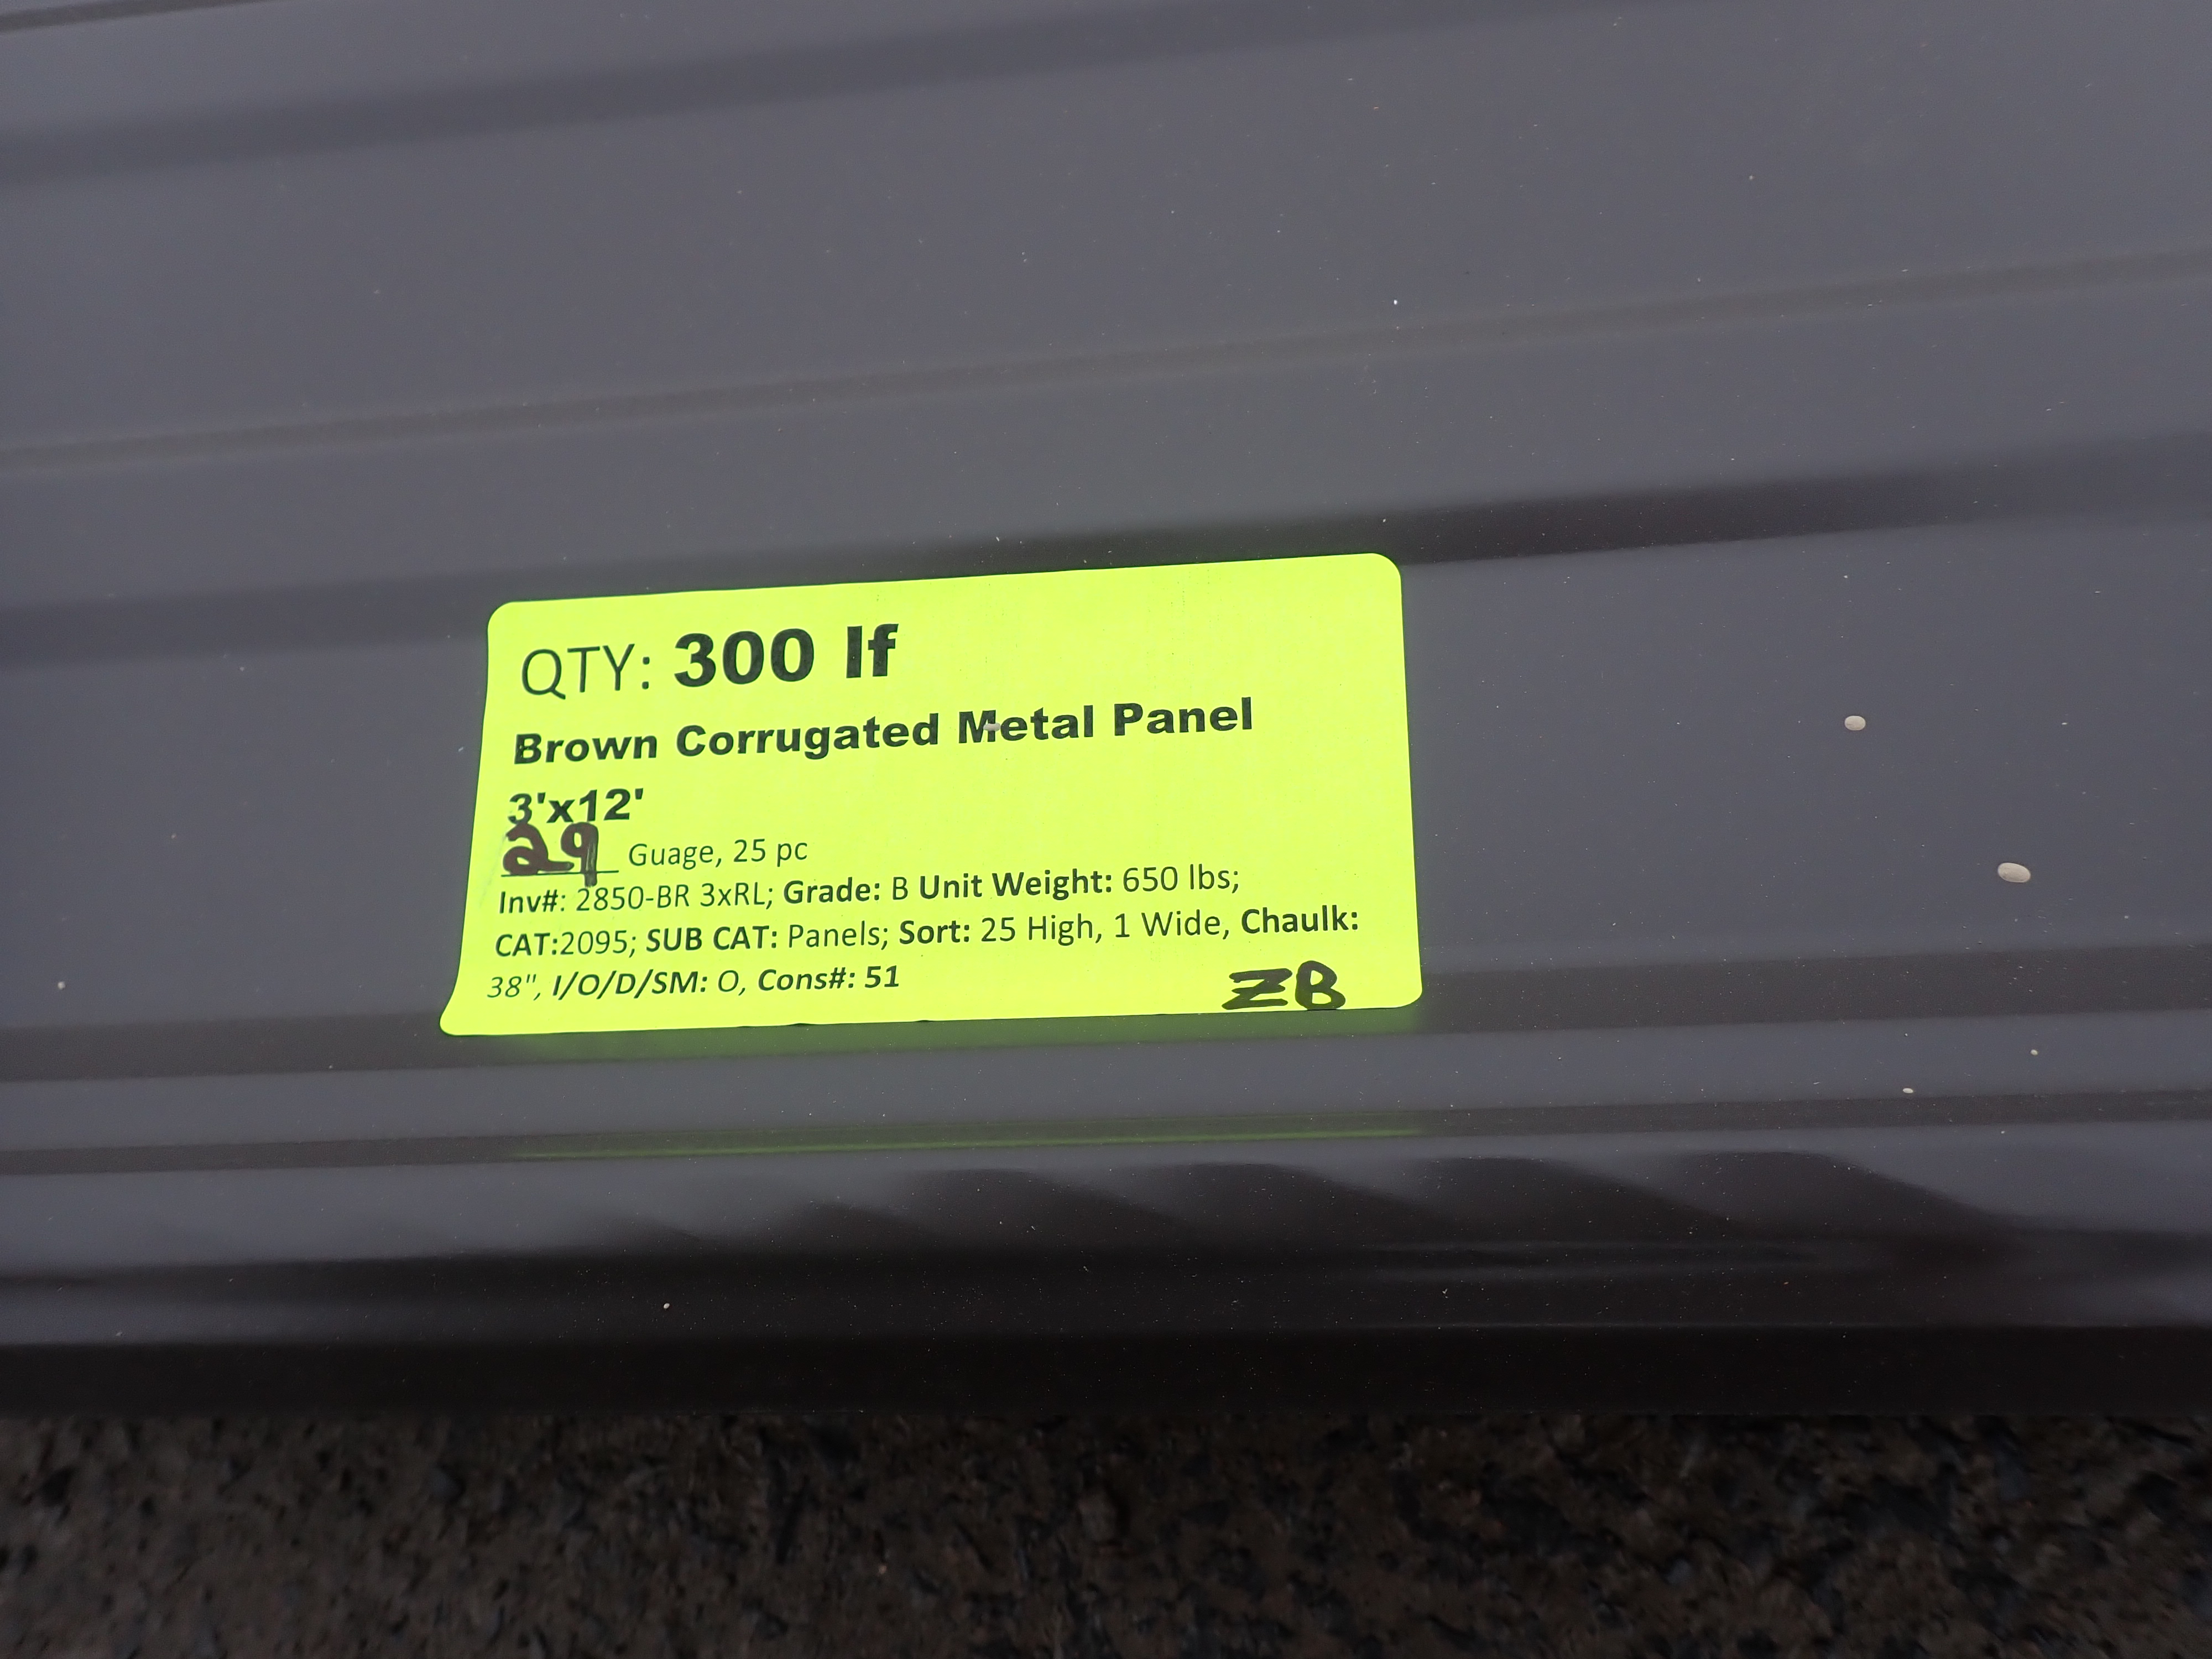 QTY: 300 lf
Brown Corrugated Metal Panel
3'x12'
29 Guage, 25 pc
Inv#: 2850-BR 3xRL; Grade: B Unit Weight: 650 lbs;
CAT:2095; SUB CAT: Panels; Sort: 25 High, 1 Wide, Chaulk:
38", I/O/D/SM: O, Cons#: 51
ZB